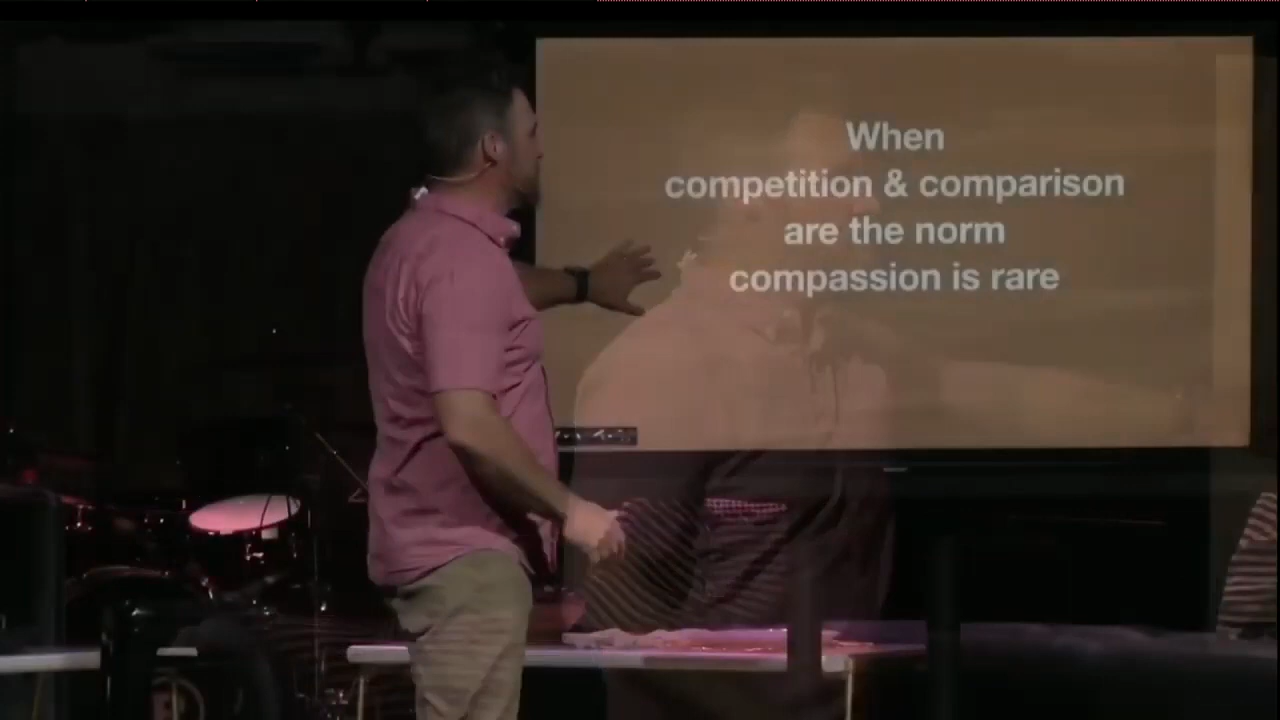 When
competition & comparison
are the norm
compassion is rare